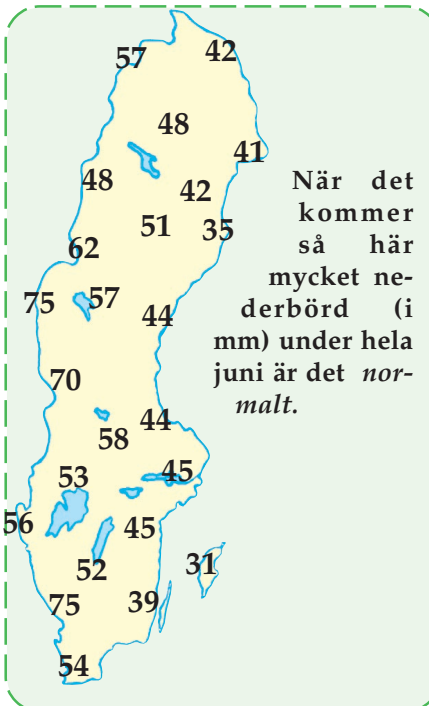 57 42
48
41
48 42
51 35
62
75 57
44
70
44
58
45
53
56
45
52 31
75 39
54
När det
kommer
så här
mycket ne-
derbörd (i
mm) under hela
juni är det nor-
malt.